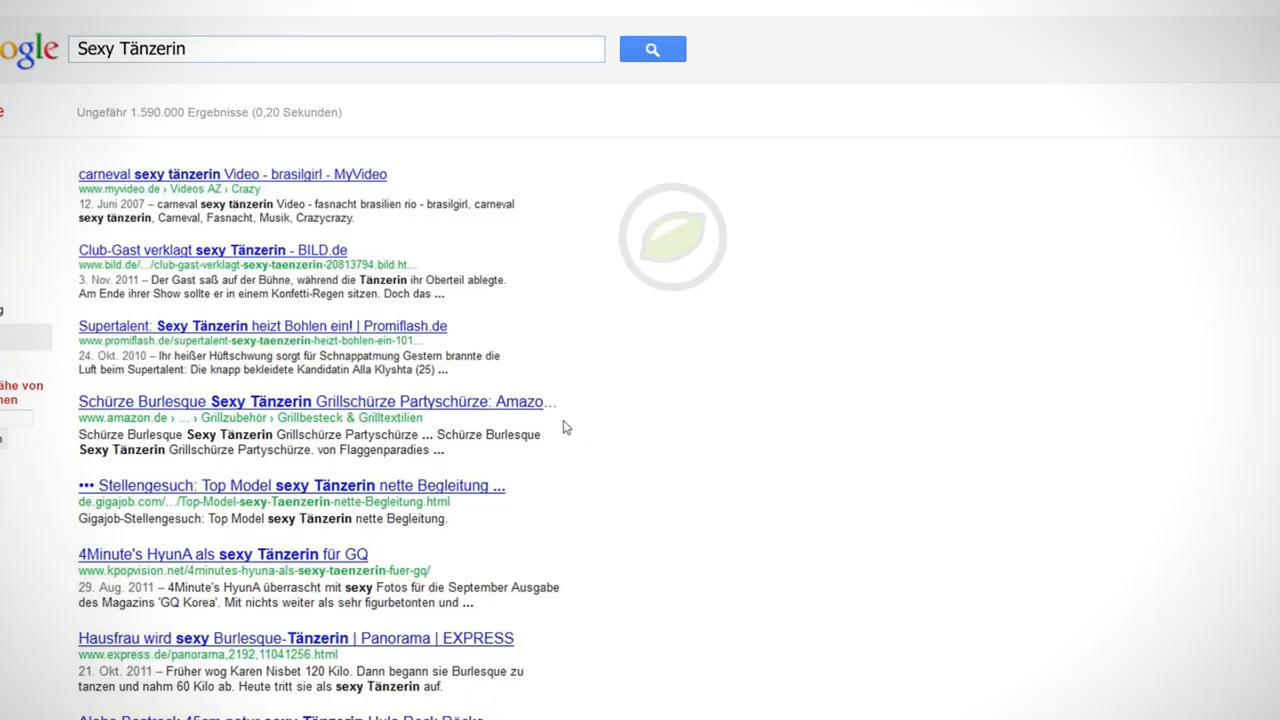 ogle Sexy Tänzerin
e Ungefähr 1.590.000 Ergebnisse (0,20 Sekunden)
carneval sexy tänzerin Video - brasilgirl - MyVideo
www.myvideo.de › Videos AZ › Crazy
12. Juni 2007 – carneval sexy tänzerin Video - fasnacht brasilien rio - brasilgirl, carneval
sexy tänzerin, Carneval, Fasnacht, Musik, Crazycrazy.
Club-Gast verklagt sexy Tänzerin - BILD.de
www.bild.de/.../club-gast-verklagt-sexy-taenzerin-20813794.bild.ht...
3. Nov. 2011 – Der Gast saß auf der Bühne, während die Tänzerin ihr Oberteil ablegte.
Am Ende ihrer Show sollte er in einem Konfetti-Regen sitzen. Doch das ...
g
Supertalent: Sexy Tänzerin heizt Bohlen ein! | Promiflash.de
www.promiflash.de/supertalent-sexy-taenzerin-heizt-bohlen-ein-101...
24. Okt. 2010 – Ihr heißer Hüftschwung sorgt für Schnappatmung Gestern brannte die
Luft beim Supertalent: Die knapp bekleidete Kandidatin Alla Klyshta (25) ...
ähe von
nen
n
Schürze Burlesque Sexy Tänzerin Grillschürze Partyschürze: Amazo...
www.amazon.de › ... › Grillzubehör › Grillbesteck & Grilltextilien
Schürze Burlesque Sexy Tänzerin Grillschürze Partyschürze ... Schürze Burlesque
Sexy Tänzerin Grillschürze Partyschürze. von Flaggenparadies ...
••• Stellengesuch: Top Model sexy Tänzerin nette Begleitung ...
de.gigajob.com/.../Top-Model-sexy-Taenzerin-nette-Begleitung.html
Gigajob-Stellengesuch: Top Model sexy Tänzerin nette Begleitung.
4Minute's HyunA als sexy Tänzerin für GQ
www.kpopvision.net/4minutes-hyuna-als-sexy-taenzerin-fuer-gq/
29. Aug. 2011 – 4Minute's HyunA überrascht mit sexy Fotos für die September Ausgabe
des Magazins 'GQ Korea'. Mit nichts weiter als sehr figurbetonten und ...
Hausfrau wird sexy Burlesque-Tänzerin | Panorama | EXPRESS
www.express.de/panorama,2192,11041256.html
21. Okt. 2011 – Früher wog Karen Nisbet 120 Kilo. Dann begann sie Burlesque zu
tanzen und nahm 60 Kilo ab. Heute tritt sie als sexy Tänzerin auf.